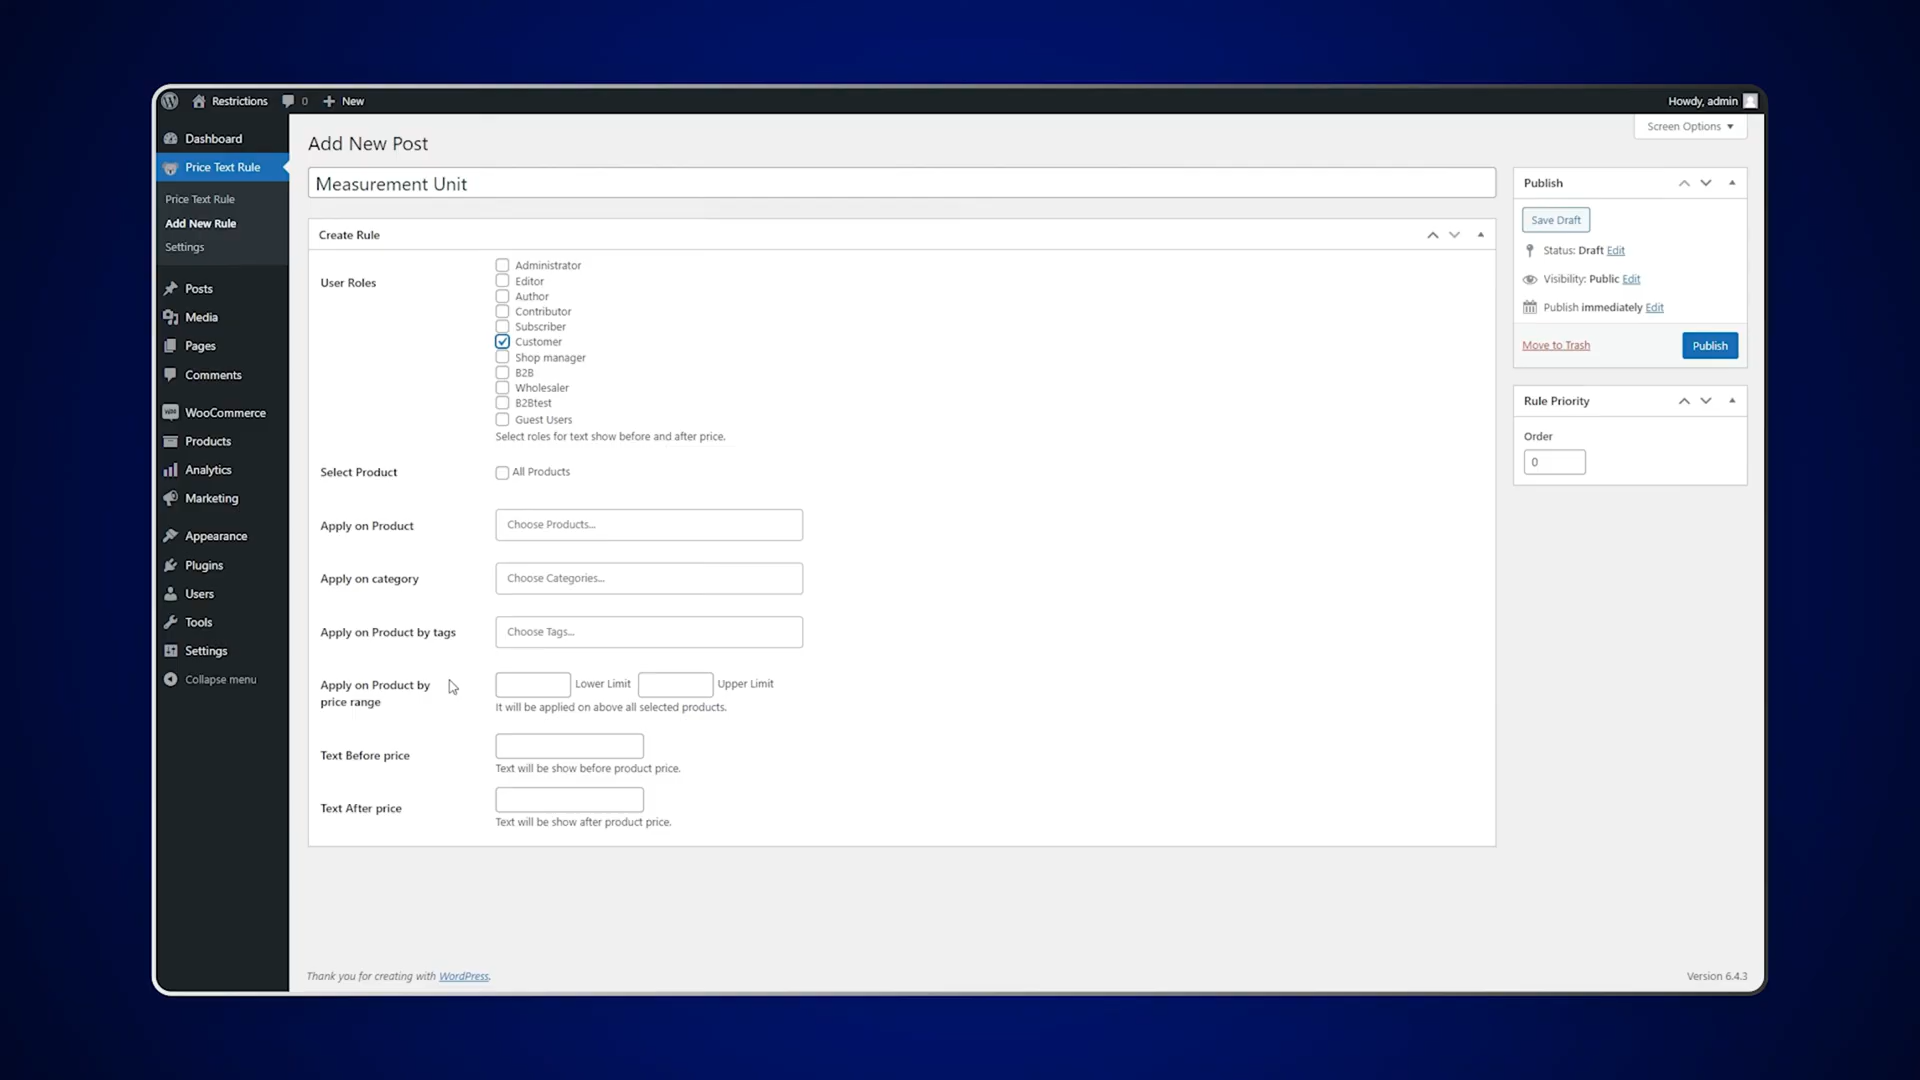 Restrictions
0
New
Howdy, admin
Dashboard
Price Text Rule
Price Text Rule
Add New Rule
Settings
Posts
Media
Pages
Comments
WooCommerce
Products
Analytics
Marketing
Appearance
Plugins
Users
Tools
Settings
Collapse menu
Screen Options
Add New Post
Measurement Unit
Create Rule
User Roles
Administrator
Editor
Author
Contributor
Subscriber
Customer
Shop manager
B2B
Wholesaler
B2Btest
Guest Users
Select roles for text show before and after price.
Select Product
All Products
Apply on Product
Choose Products...
Apply on category
Choose Categories...
Apply on Product by tags
Choose Tags...
Apply on Product by
price range
Lower Limit
Upper Limit
It will be applied on above all selected products.
Text Before price
Text will be show before product price.
Text After price
Text will be show after product price.
Publish
Save Draft
Status: Draft Edit
Visibility: Public Edit
Publish immediately Edit
Move to Trash
Publish
Rule Priority
Order
0
Thank you for creating with WordPress.
Version 6.4.3